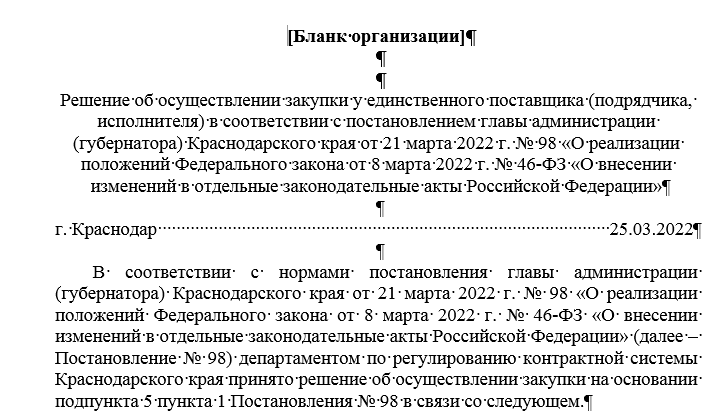 [Бланк организации]¶
¶
¶
Решение об осуществлении закупки у единственного поставщика (подрядчика,
исполнителя) в соответствии с постановлением главы администрации
(губернатора) Краснодарского края от 21 марта 2022 г. № 98 «О реализации
положений Федерального закона от 8 марта 2022 г. № 46-ФЗ «О внесении
изменений в отдельные законодательные акты Российской Федерации»¶
¶
г. Краснодар 25.03.2022¶
¶
В соответствии с нормами постановления главы администрации
(губернатора) Краснодарского края от 21 марта 2022 г. № 98 «О реализации
положений Федерального закона от 8 марта 2022 г. № 46-ФЗ «О внесении
изменений в отдельные законодательные акты Российской Федерации» (далее –
Постановление № 98) департаментом по регулированию контрактной системы
Краснодарского края принято решение об осуществлении закупки на основании
подпункта 5 пункта 1 Постановления № 98 в связи со следующем.¶